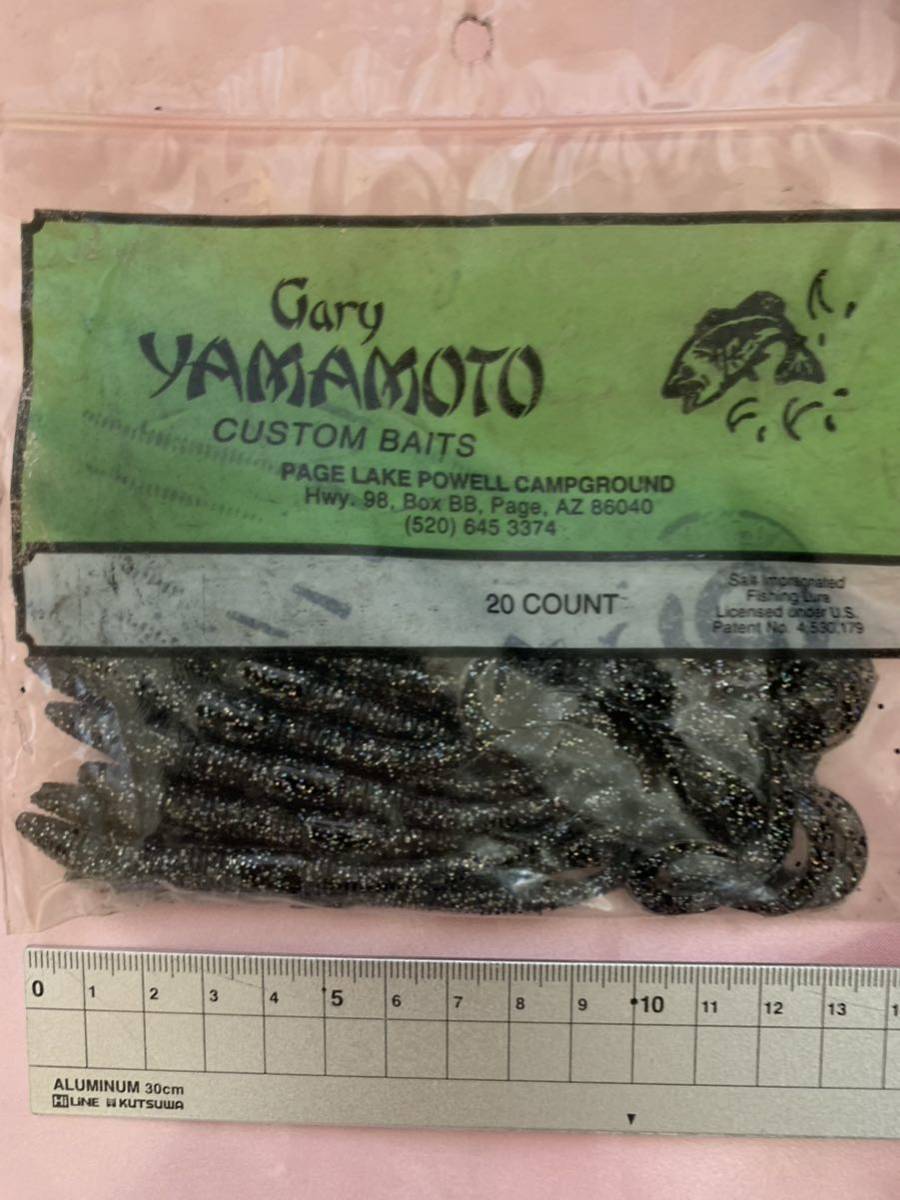 Gary
YAMAMOTO
CUSTOM BAITS
PAGE LAKE POWELL CAMPGROUND
Hwy. 98, Box BB, Page, AZ 86040
(520) 645 3374
20 COUNT
Salt Impregnated
Fishing Lure
Licensed under U.S.
Patent No. 4,530,179
0 1 2 3 4 5 6 7 8 9 10 11 12 13
ALUMINUM 30cm
Hi LiNE KUTSUWA